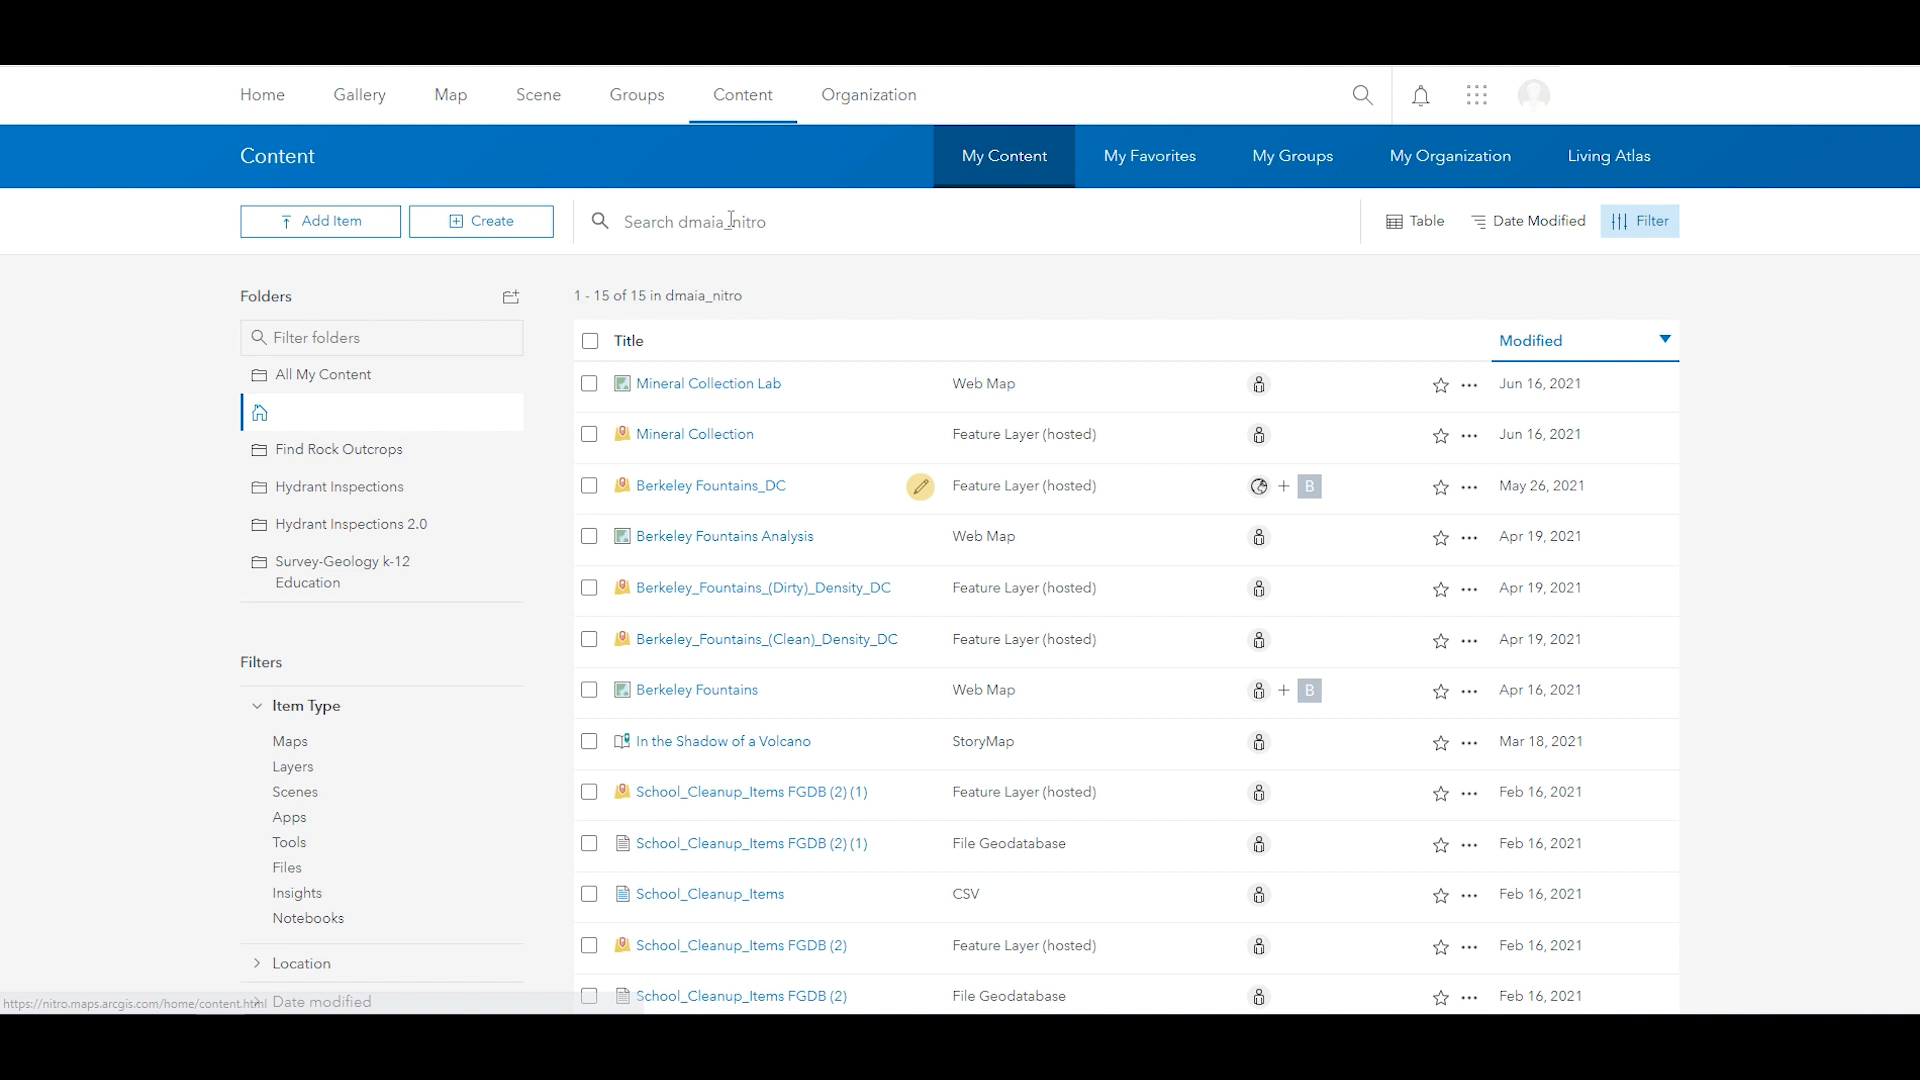 Home Gallery Map Scene Groups Content Organization
Content My Content My Favorites My Groups My Organization Living Atlas
Add Item Create Search dmaia_nitro Table Date Modified Filter
Folders
Filter folders
All My Content
Find Rock Outcrops
Hydrant Inspections
Hydrant Inspections 2.0
Survey-Geology k-12
Education
Filters
Item Type
Maps
Layers
Scenes
Apps
Tools
Files
Insights
Notebooks
Location
Date modified
https://nitro.maps.arcgis.com/home/content.html
1 - 15 of 15 in dmaia_nitro
Title Modified
Mineral Collection Lab Web Map Jun 16, 2021
Mineral Collection Feature Layer (hosted) Jun 16, 2021
Berkeley Fountains_DC Feature Layer (hosted) + B May 26, 2021
Berkeley Fountains Analysis Web Map Apr 19, 2021
Berkeley_Fountains_(Dirty)_Density_DC Feature Layer (hosted) Apr 19, 2021
Berkeley_Fountains_(Clean)_Density_DC Feature Layer (hosted) Apr 19, 2021
Berkeley Fountains Web Map + B Apr 16, 2021
In the Shadow of a Volcano StoryMap Mar 18, 2021
School_Cleanup_Items FGDB (2) (1) Feature Layer (hosted) Feb 16, 2021
School_Cleanup_Items FGDB (2) (1) File Geodatabase Feb 16, 2021
School_Cleanup_Items CSV Feb 16, 2021
School_Cleanup_Items FGDB (2) Feature Layer (hosted) Feb 16, 2021
School_Cleanup_Items FGDB (2) File Geodatabase Feb 16, 2021